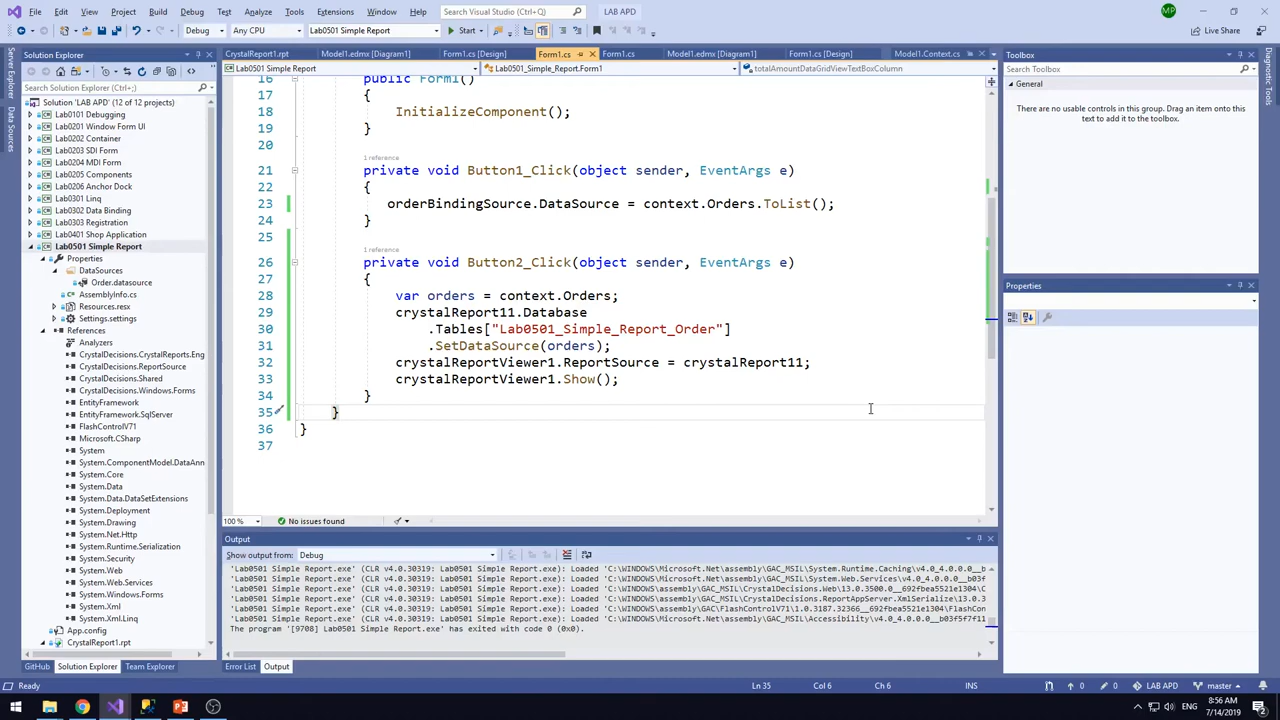 File Edit View Project Build Debug Team Tools Test Analyze Tools Extensions Window Help Search Visual Studio (Ctrl+Q) LAB APD MP
Debug Any CPU Lab0501 Simple Report Start Live Share
Solution Explorer
Search Solution Explorer (Ctrl+;)
Solution 'LAB APD' (12 of 12 projects)
Lab0101 Debugging
Lab0201 Window Form UI
Lab0202 Container
Lab0203 SDI Form
Lab0204 MDI Form
Lab0205 Components
Lab0206 Anchor Dock
Lab0301 Linq
Lab0302 Data Binding
Lab0303 Registration
Lab0401 Shop Application
Lab0501 Simple Report
Properties
DataSources
Order.datasource
AssemblyInfo.cs
Resources.resx
Settings.settings
References
Analyzers
CrystalDecisions.CrystalReports.Eng
CrystalDecisions.ReportSource
CrystalDecisions.Shared
CrystalDecisions.Windows.Forms
EntityFramework
EntityFramework.SqlServer
FlashControlV71
Microsoft.CSharp
System
System.ComponentModel.DataAnn
System.Core
System.Data
System.Data.DataSetExtensions
System.Deployment
System.Drawing
System.Net.Http
System.Runtime.Serialization
System.Security
System.Web
System.Web.Services
System.Windows.Forms
System.Xml
System.Xml.Linq
App.config
CrystalReport1.rpt
GitHub Solution Explorer Team Explorer
Server Explorer
Data Sources
CrystalReport1.rpt Model1.edmx [Diagram1] Form1.cs [Design] Form1.cs Form1.cs Model1.edmx [Diagram1] Form1.cs [Design] Model1.Context.cs
Lab0501 Simple Report Lab0501_Simple_Report.Form1 totalAmountDataGridViewTextBoxColumn
16 public Form1()
17 {
18 InitializeComponent();
19 }
20
1 reference
21 private void Button1_Click(object sender, EventArgs e)
22 {
23 orderBindingSource.DataSource = context.Orders.ToList();
24 }
25
1 reference
26 private void Button2_Click(object sender, EventArgs e)
27 {
28 var orders = context.Orders;
29 crystalReport11.Database
30 .Tables["Lab0501_Simple_Report_Order"]
31 .SetDataSource(orders);
32 crystalReportViewer1.ReportSource = crystalReport11;
33 crystalReportViewer1.Show();
34 }
35 }
36 }
37
100 % No issues found
Output
Show output from: Debug
'Lab0501 Simple Report.exe' (CLR v4.0.30319: Lab0501 Simple Report.exe): Loaded 'C:\WINDOWS\Microsoft.Net\assembly\GAC_MSIL\System.Runtime.Caching\v4.0_4.0.0.0__b
'Lab0501 Simple Report.exe' (CLR v4.0.30319: Lab0501 Simple Report.exe): Loaded 'C:\WINDOWS\Microsoft.Net\assembly\GAC_MSIL\System.Web.Services\v4.0_4.0.0.0__b03f
'Lab0501 Simple Report.exe' (CLR v4.0.30319: Lab0501 Simple Report.exe): Loaded 'C:\WINDOWS\assembly\GAC_MSIL\CrystalDecisions.Web\13.0.3500.0__692fbea5521e1304\C
'Lab0501 Simple Report.exe' (CLR v4.0.30319: Lab0501 Simple Report.exe): Loaded 'C:\WINDOWS\assembly\GAC_MSIL\CrystalDecisions.ReportAppServer.XmlSerialize\13.0.3
'Lab0501 Simple Report.exe' (CLR v4.0.30319: Lab0501 Simple Report.exe): Loaded 'C:\WINDOWS\assembly\GAC_MSIL\FlashControlV71\1.0.3187.32366__692fbea5521e1304\FlashCon
'Lab0501 Simple Report.exe' (CLR v4.0.30319: Lab0501 Simple Report.exe): Loaded 'C:\WINDOWS\Microsoft.Net\assembly\GAC_MSIL\Accessibility\v4.0_4.0.0.0__b03f5f7f11
The program '[9708] Lab0501 Simple Report.exe' has exited with code 0 (0x0).
Error List Output
Toolbox
Search Toolbox
General
There are no usable controls in this group. Drag an item onto this
text to add it to the toolbox.
Properties
Diagnostic Tools
Ready Ln 35 Col 6 Ch 6 INS 0 0 LAB APD master
ENG 8:56 AM
7/14/2019
2